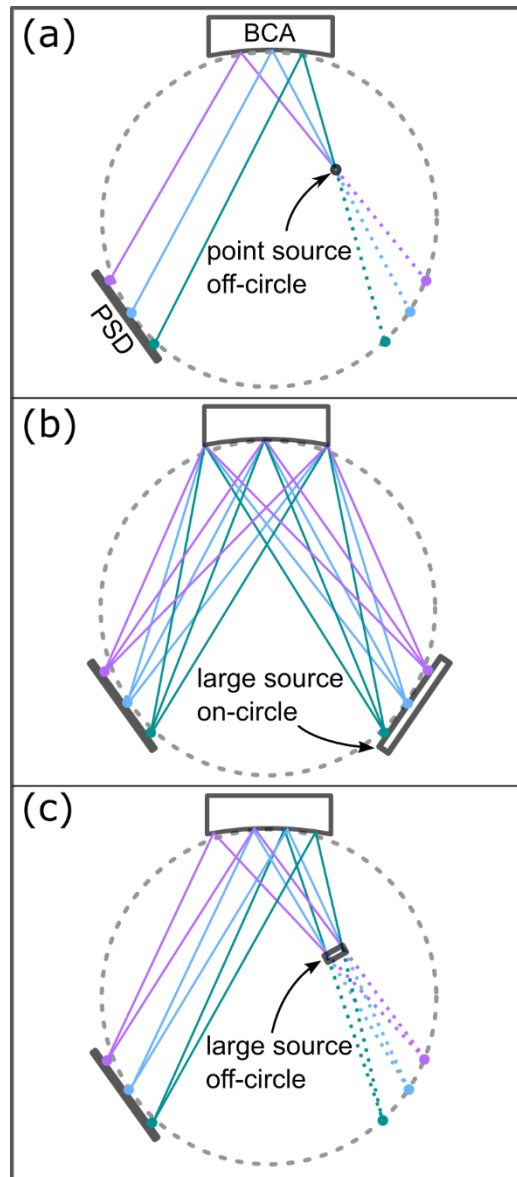 (a)
BCA
point source
off-circle
PSD
(b)
large source
on-circle
(c)
large source
off-circle